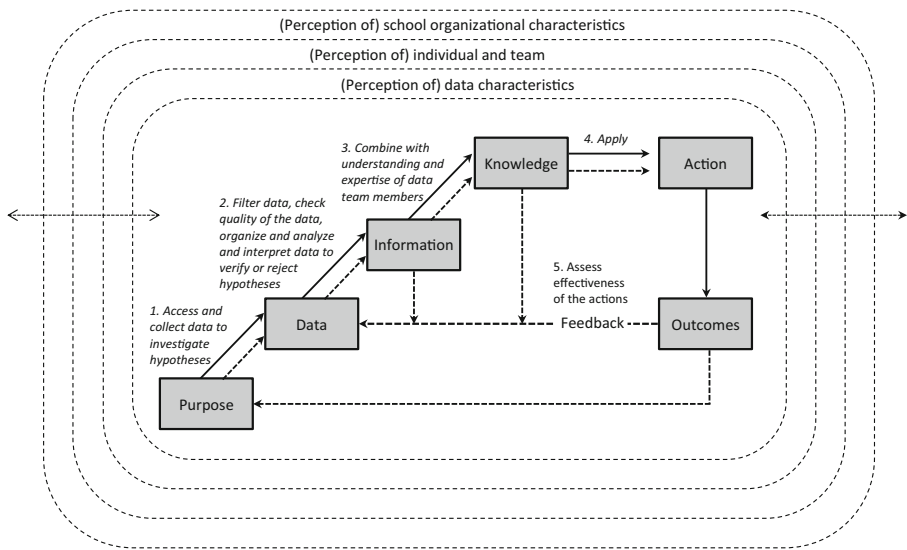 (Perception of) school organizational characteristics
(Perception of) individual and team
(Perception of) data characteristics
3. Combine with
understanding and
expertise of data
team members
Knowledge
4. Apply
Action
2. Filter data, check
quality of the data,
organize and analyze
and interpret data to
verify or reject
hypotheses
Information
5. Assess
effectiveness
of the actions
1. Access and
collect data to
investigate
hypotheses
Data
Feedback
Outcomes
Purpose